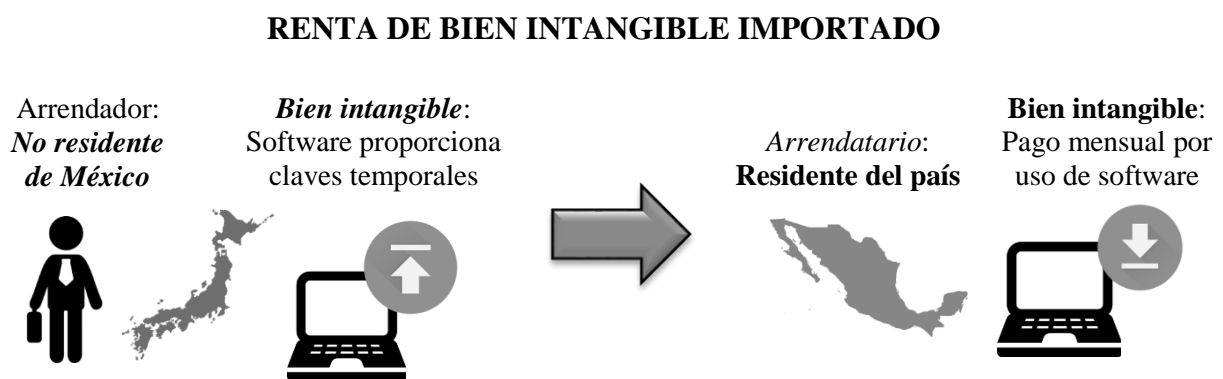 RENTA DE BIEN INTANGIBLE IMPORTADO
Arrendador:
No residente
de México
Bien intangible:
Software proporciona
claves temporales
Arrendatario:
Residente del país
Bien intangible:
Pago mensual por
uso de software